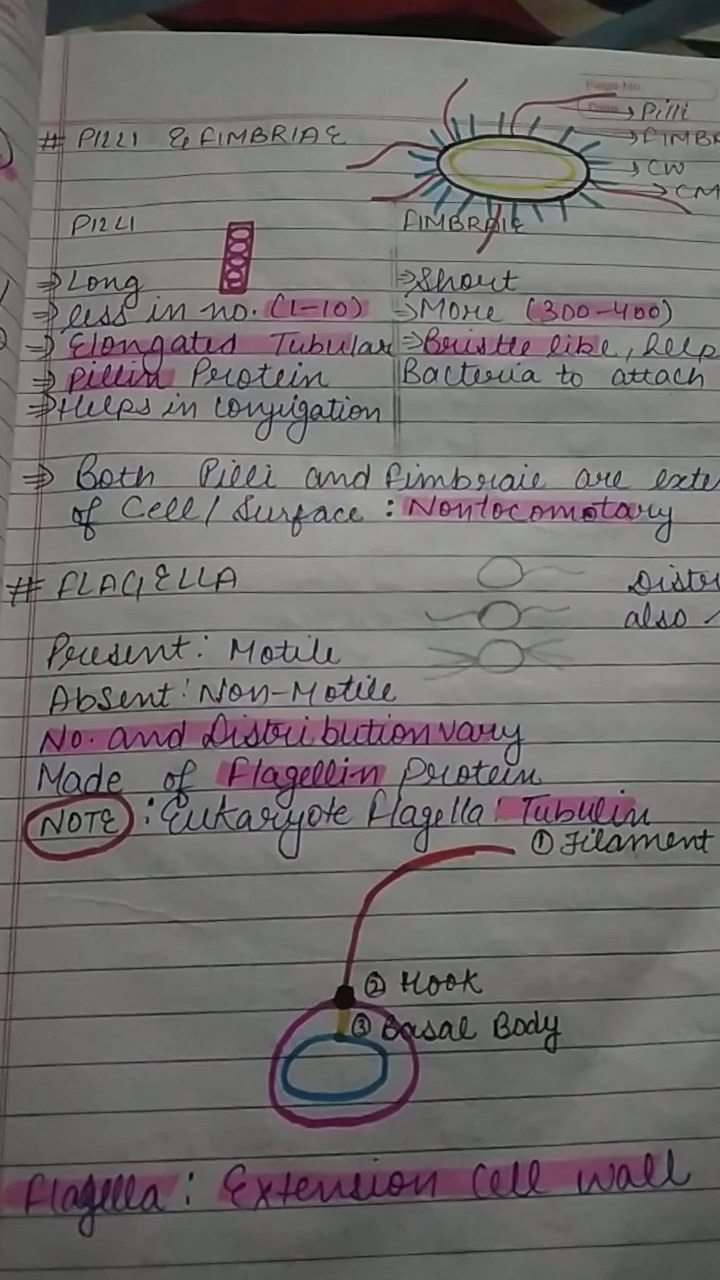 # PILLI & FIMBRIAE
→ Pilli
→ FIMBR
→ CW
→ CM
PILLI
FIMBRAIE
⇒ Long
⇒ Short
⇒ less in no. (1-10)
⇒ More (300-400)
⇒ Elongated Tubular
⇒ Bristle like, help
⇒ Pillin Protein
Bacteria to attach
⇒ Helps in conjugation
⇒ Both Pilli and fimbraie are exte
of Cell/Surface : Nonlocomotary
# FLAGELLA
Distr
also
Present: Motile
Absent: Non-Motile
No. and Distribution vary
Made of Flagellin Protein
NOTE : Eukaryote Flagella: Tubulin
① Filament
② Hook
③ Basal Body
Flagella: Extension Cell Wall